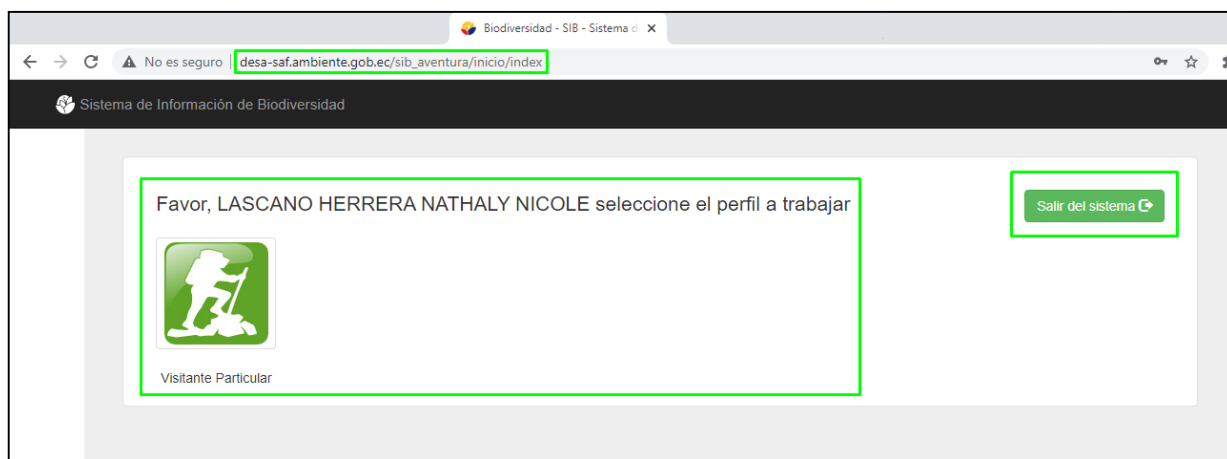 Biodiversidad - SIB - Sistema d
No es seguro desa-saf.ambiente.gob.ec/sib_aventura/inicio/index
Sistema de Información de Biodiversidad
Favor, LASCANO HERRERA NATHALY NICOLE seleccione el perfil a trabajar
Salir del sistema
Visitante Particular